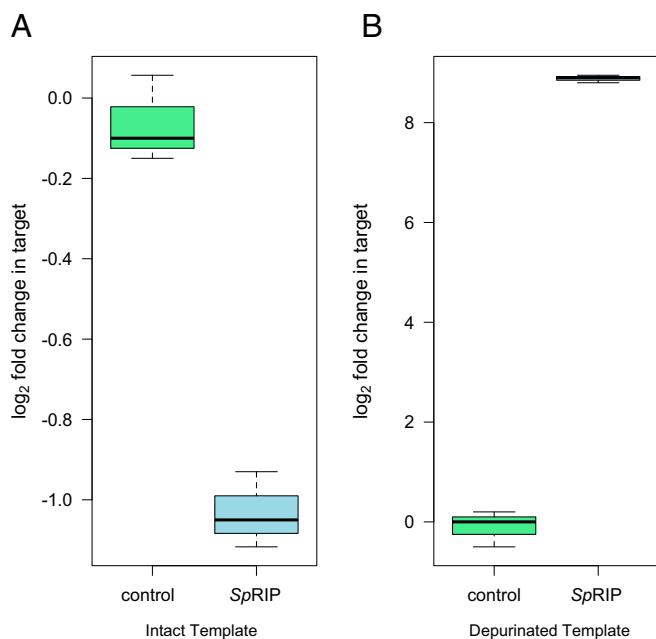 A
B
log₂ fold change in target
0.0
-0.2
-0.4
-0.6
-0.8
-1.0
control
SpRIP
Intact Template
log₂ fold change in target
8
6
4
2
0
control
SpRIP
Depurinated Template